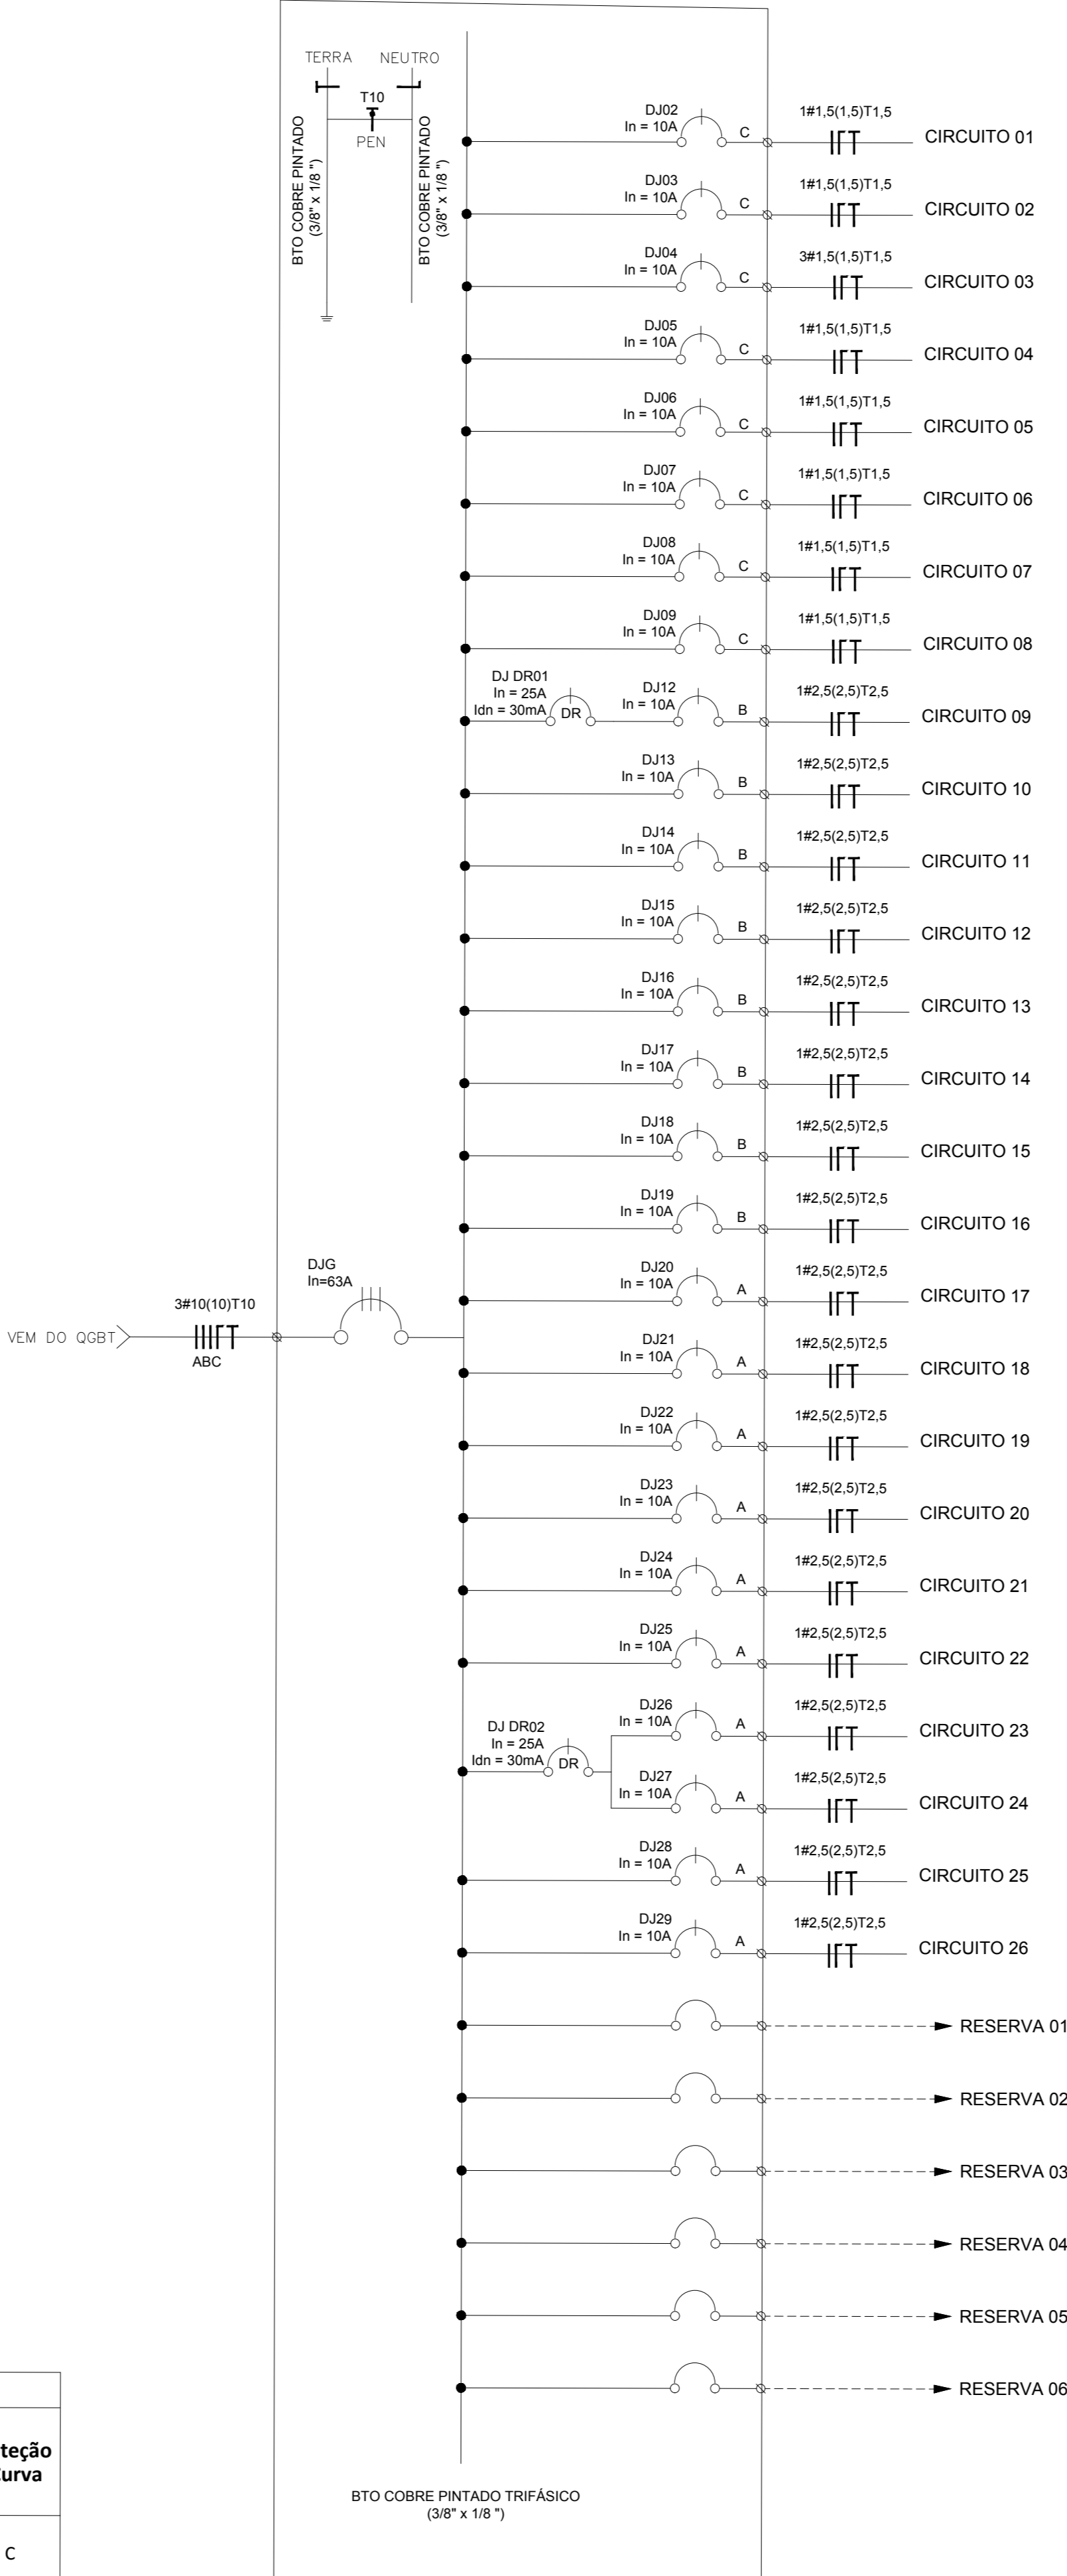 TERRA
NEUTRO
T10
PEN
BTO COBRE PINTADO
(3/8" x 1/8 ")
BTO COBRE PINTADO
(3/8" x 1/8 ")
DJ02
In = 10A
C
1#1,5(1,5)T1,5
CIRCUITO 01
DJ03
In = 10A
C
1#1,5(1,5)T1,5
CIRCUITO 02
DJ04
In = 10A
C
3#1,5(1,5)T1,5
CIRCUITO 03
DJ05
In = 10A
C
1#1,5(1,5)T1,5
CIRCUITO 04
DJ06
In = 10A
C
1#1,5(1,5)T1,5
CIRCUITO 05
DJ07
In = 10A
C
1#1,5(1,5)T1,5
CIRCUITO 06
DJ08
In = 10A
C
1#1,5(1,5)T1,5
CIRCUITO 07
DJ09
In = 10A
C
1#1,5(1,5)T1,5
CIRCUITO 08
DJ DR01
In = 25A
Idn = 30mA
DR
DJ12
In = 10A
B
1#2,5(2,5)T2,5
CIRCUITO 09
DJ13
In = 10A
B
1#2,5(2,5)T2,5
CIRCUITO 10
DJ14
In = 10A
B
1#2,5(2,5)T2,5
CIRCUITO 11
DJ15
In = 10A
B
1#2,5(2,5)T2,5
CIRCUITO 12
DJ16
In = 10A
B
1#2,5(2,5)T2,5
CIRCUITO 13
DJ17
In = 10A
B
1#2,5(2,5)T2,5
CIRCUITO 14
DJ18
In = 10A
B
1#2,5(2,5)T2,5
CIRCUITO 15
DJ19
In = 10A
B
1#2,5(2,5)T2,5
CIRCUITO 16
DJG
In=63A
3#10(10)T10
VEM DO QGBT
ABC
DJ20
In = 10A
A
1#2,5(2,5)T2,5
CIRCUITO 17
DJ21
In = 10A
A
1#2,5(2,5)T2,5
CIRCUITO 18
DJ22
In = 10A
A
1#2,5(2,5)T2,5
CIRCUITO 19
DJ23
In = 10A
A
1#2,5(2,5)T2,5
CIRCUITO 20
DJ24
In = 10A
A
1#2,5(2,5)T2,5
CIRCUITO 21
DJ25
In = 10A
A
1#2,5(2,5)T2,5
CIRCUITO 22
DJ DR02
In = 25A
Idn = 30mA
DR
DJ26
In = 10A
A
1#2,5(2,5)T2,5
CIRCUITO 23
DJ27
In = 10A
A
1#2,5(2,5)T2,5
CIRCUITO 24
DJ28
In = 10A
A
1#2,5(2,5)T2,5
CIRCUITO 25
DJ29
In = 10A
A
1#2,5(2,5)T2,5
CIRCUITO 26
RESERVA 01
RESERVA 02
RESERVA 03
RESERVA 04
RESERVA 05
RESERVA 06
BTO COBRE PINTADO TRIFÁSICO
(3/8" x 1/8 ")
teção
urva
C